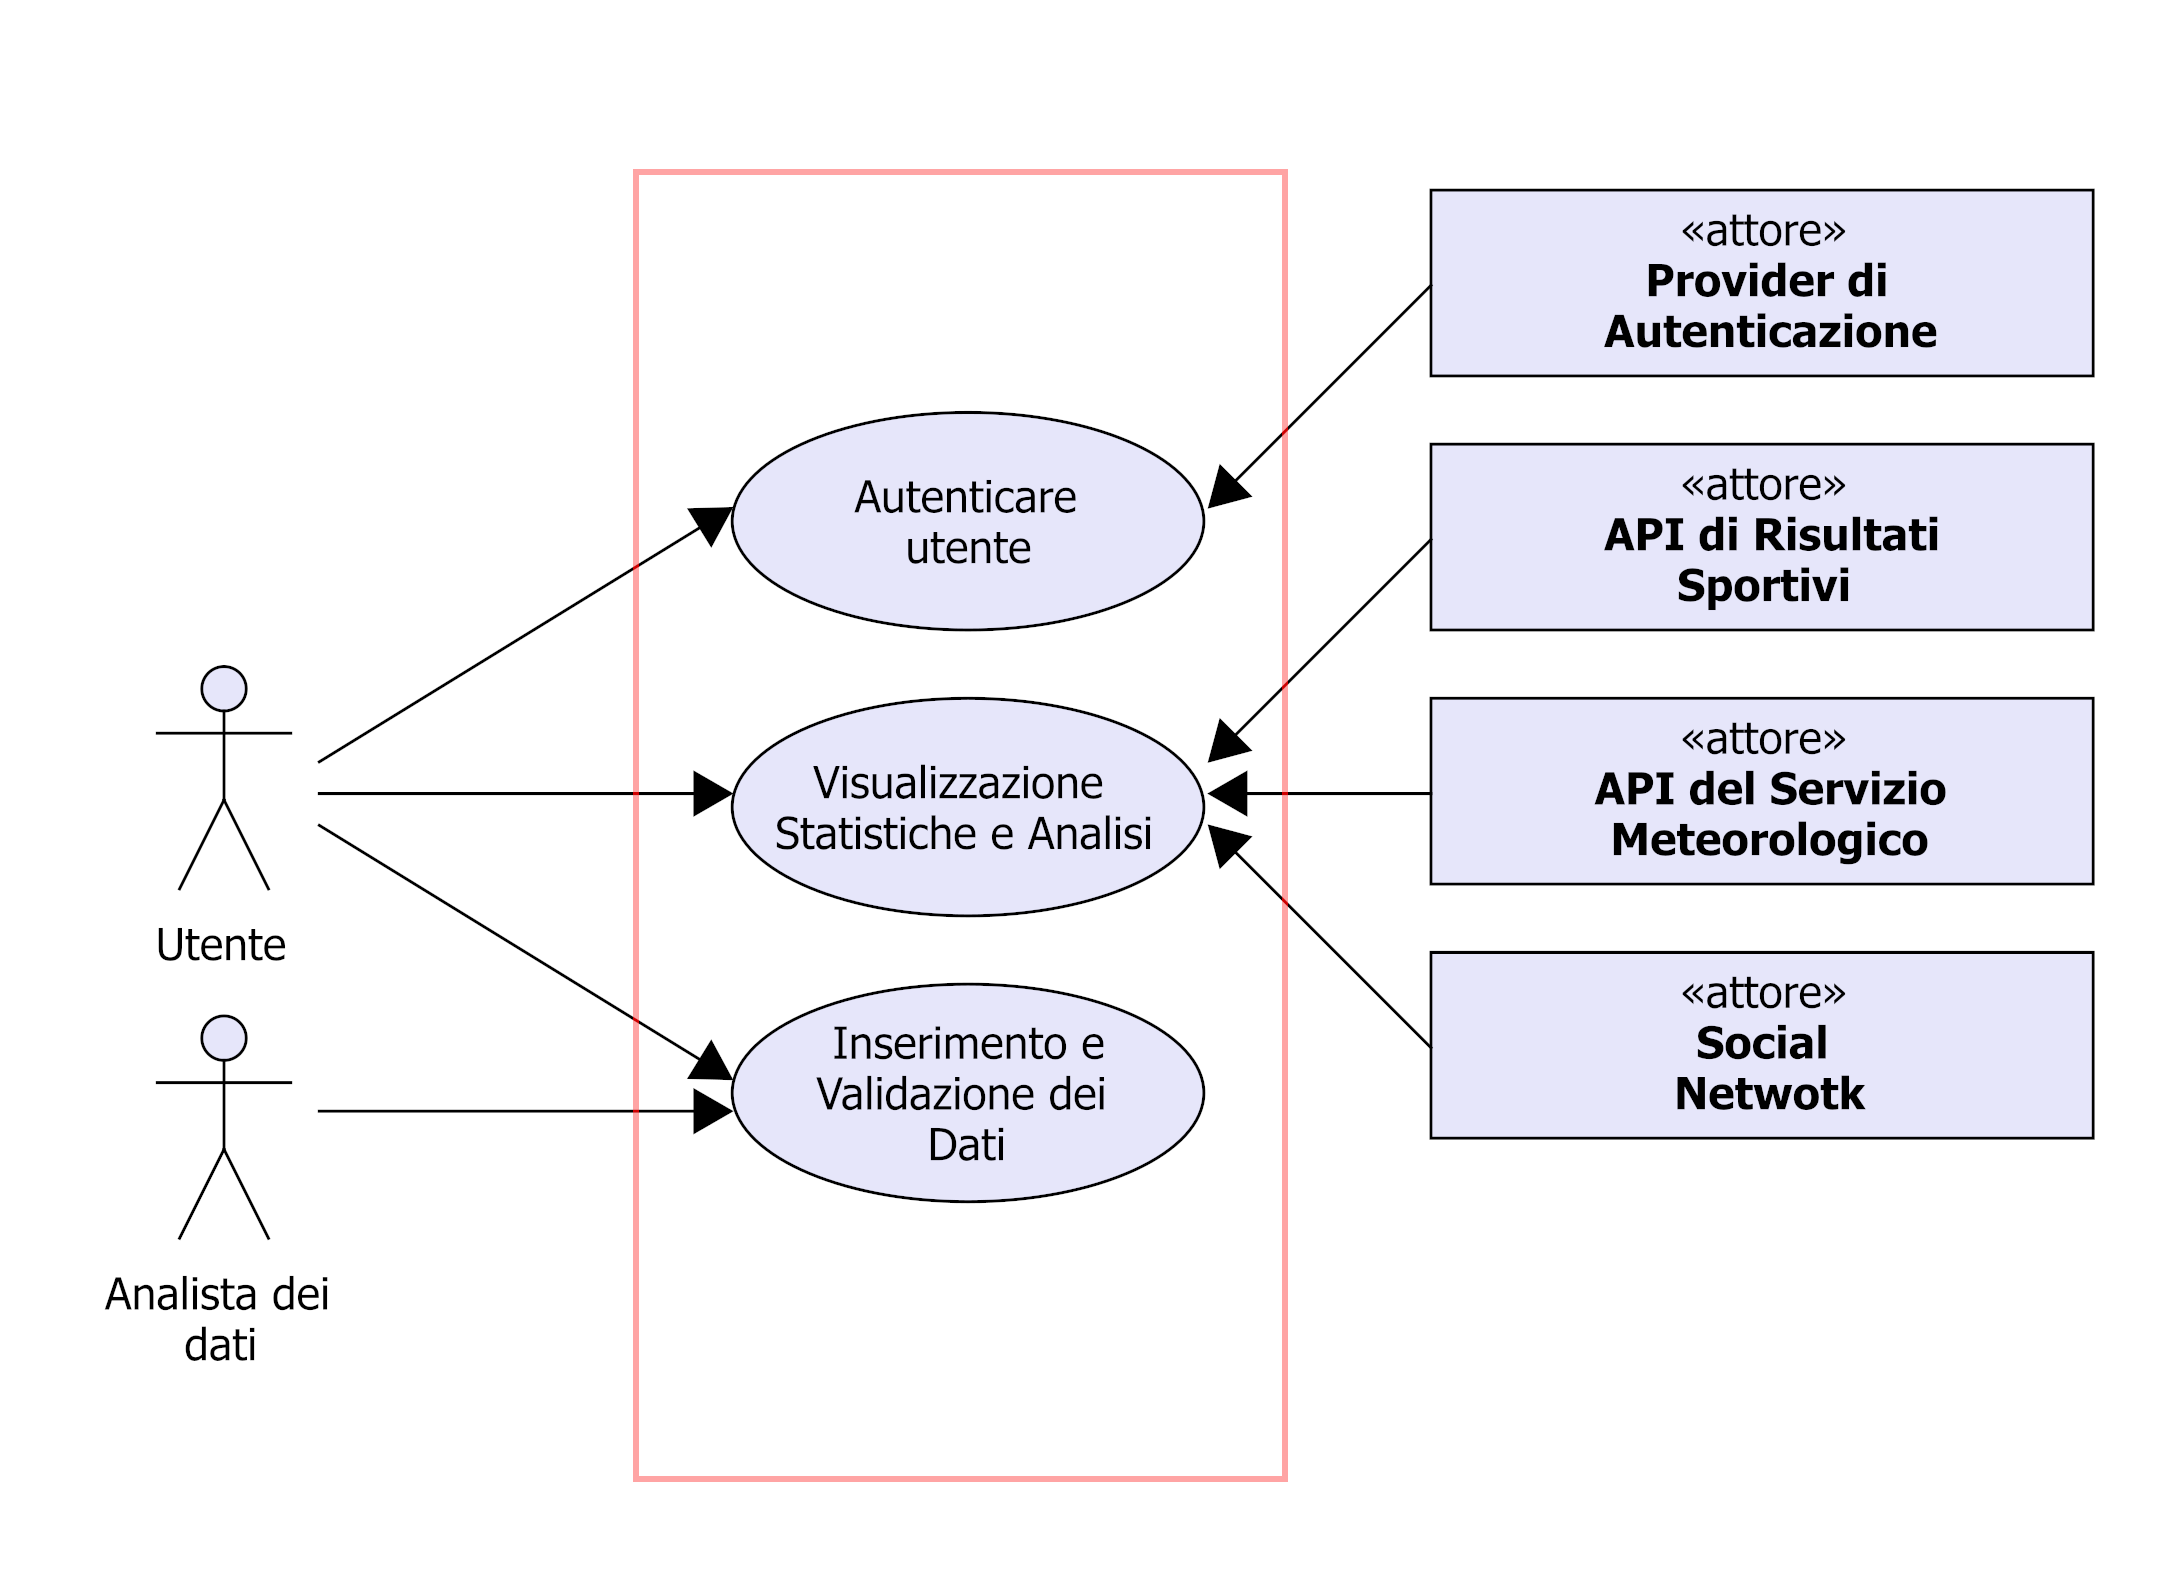 Utente
Analista dei
dati
Autenticare
utente
Visualizzazione
Statistiche e Analisi
Inserimento e
Validazione dei
Dati
«attore»
Provider di
Autenticazione
«attore»
API di Risultati
Sportivi
«attore»
API del Servizio
Meteorologico
«attore»
Social
Netwotk